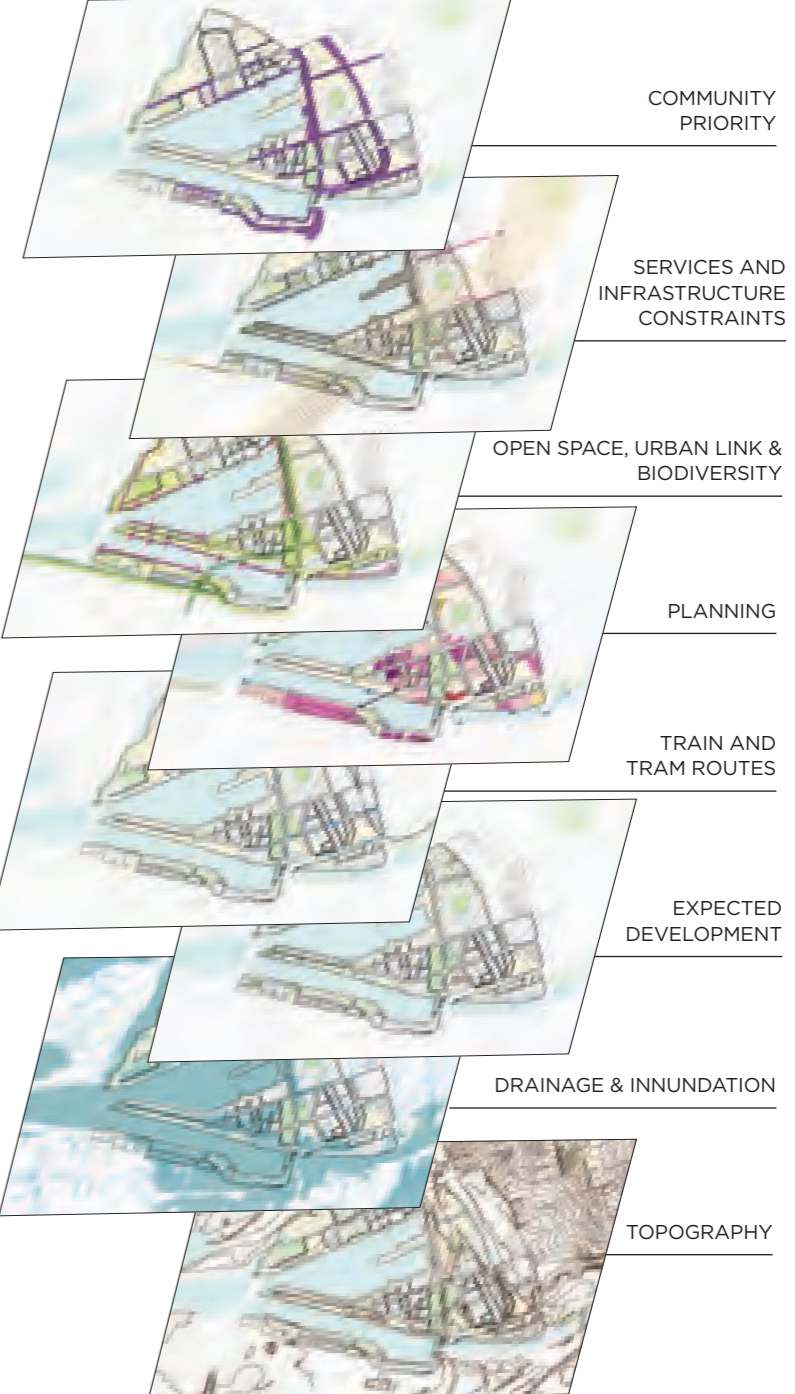 COMMUNITY
PRIORITY
SERVICES AND
INFRASTRUCTURE
CONSTRAINTS
OPEN SPACE, URBAN LINK &
BIODIVERSITY
PLANNING
TRAIN AND
TRAM ROUTES
EXPECTED
DEVELOPMENT
DRAINAGE & INNUNDATION
TOPOGRAPHY